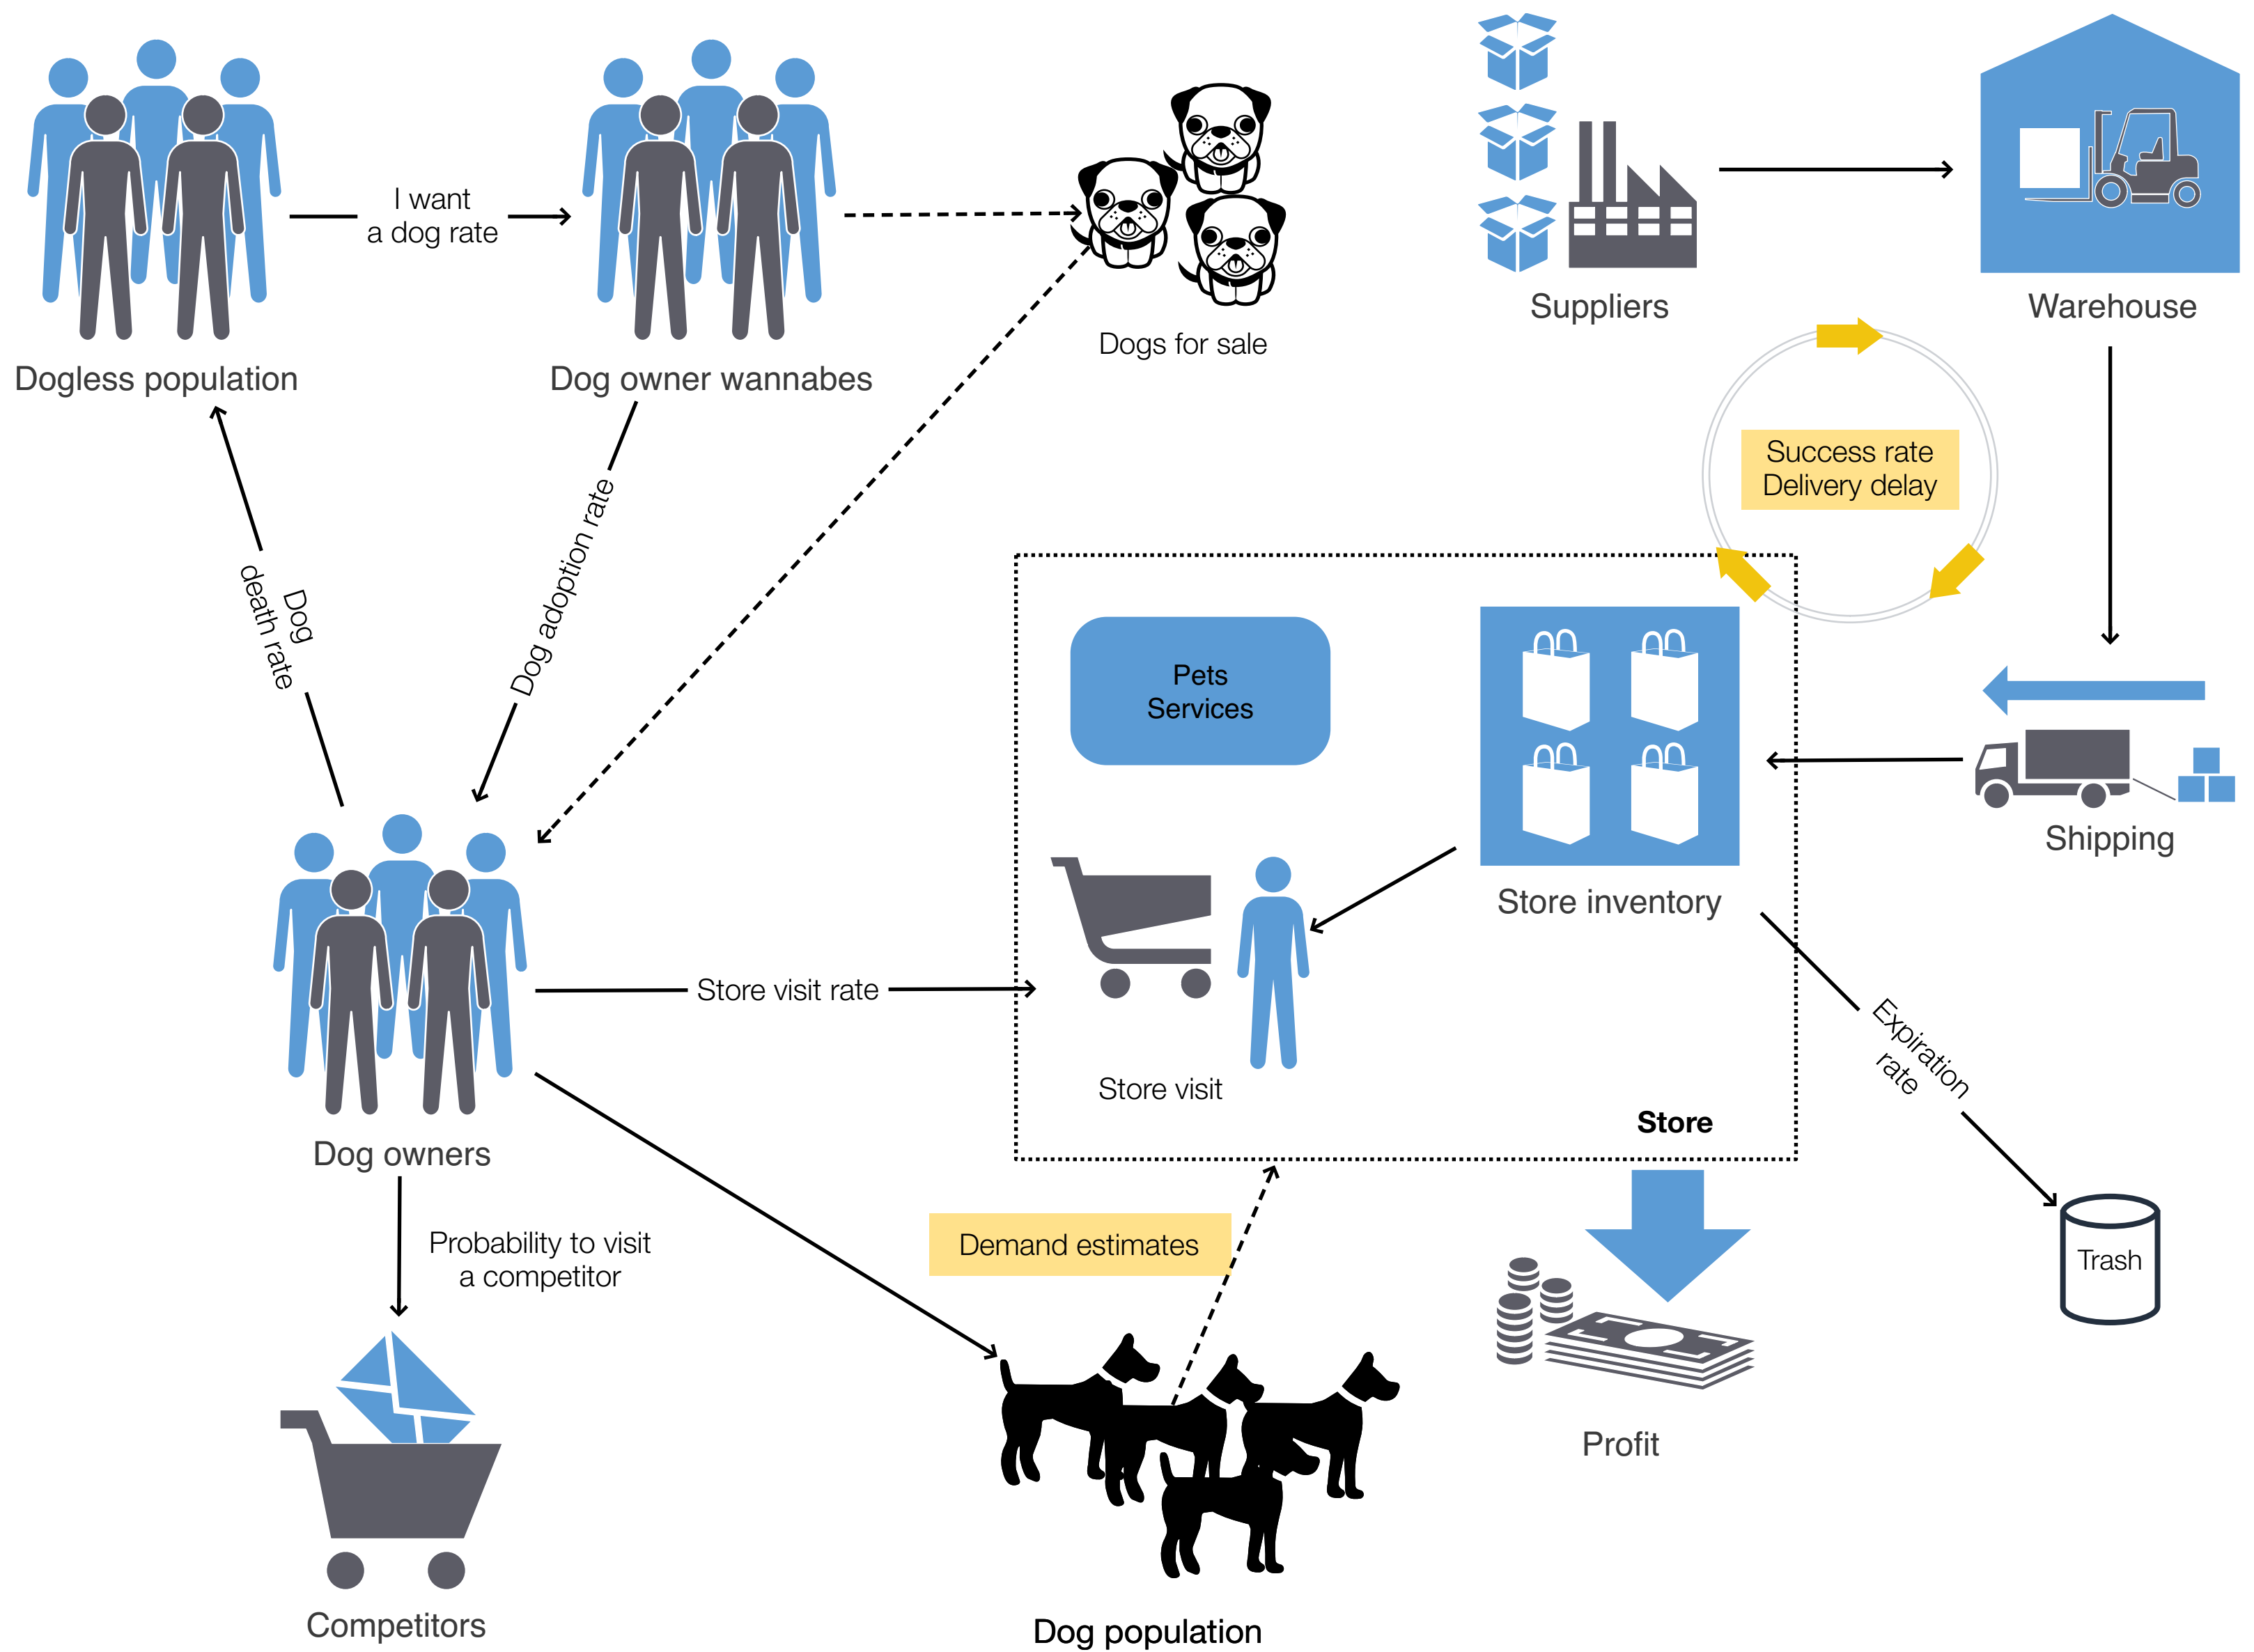 Dogless population
I want
a dog rate
Dog owner wannabes
Dogs for sale
Suppliers
Warehouse
Success rate
Delivery delay
Dog
death rate
Dog adoption rate
Pets
Services
Store inventory
Shipping
Store visit rate
Store visit
Store
Expiration
rate
Dog owners
Probability to visit
a competitor
Demand estimates
Trash
Profit
Competitors
Dog population